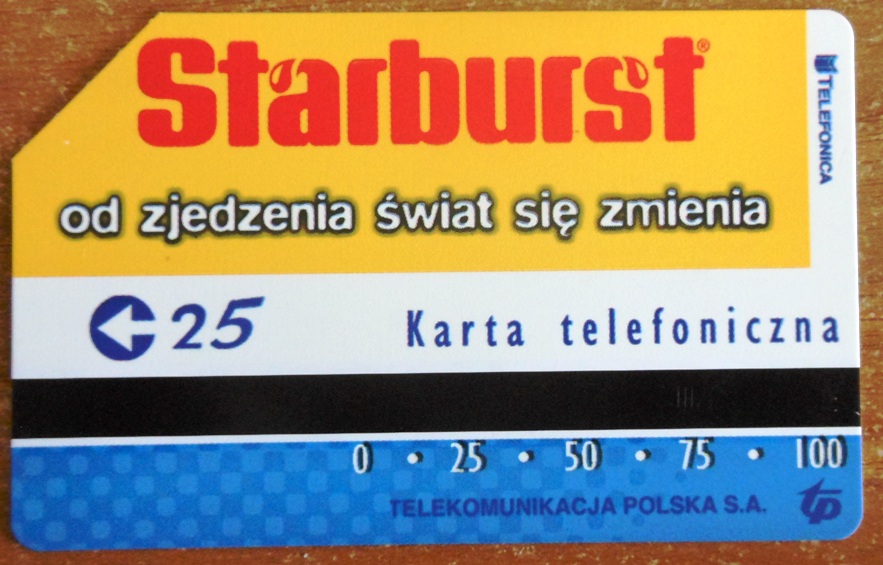 Starburst®
TELEFONICA
od zjedzenia świat się zmienia
25
Karta telefoniczna
0 • 25 • 50 • 75 • 100
TELEKOMUNIKACJA POLSKA S.A. tp